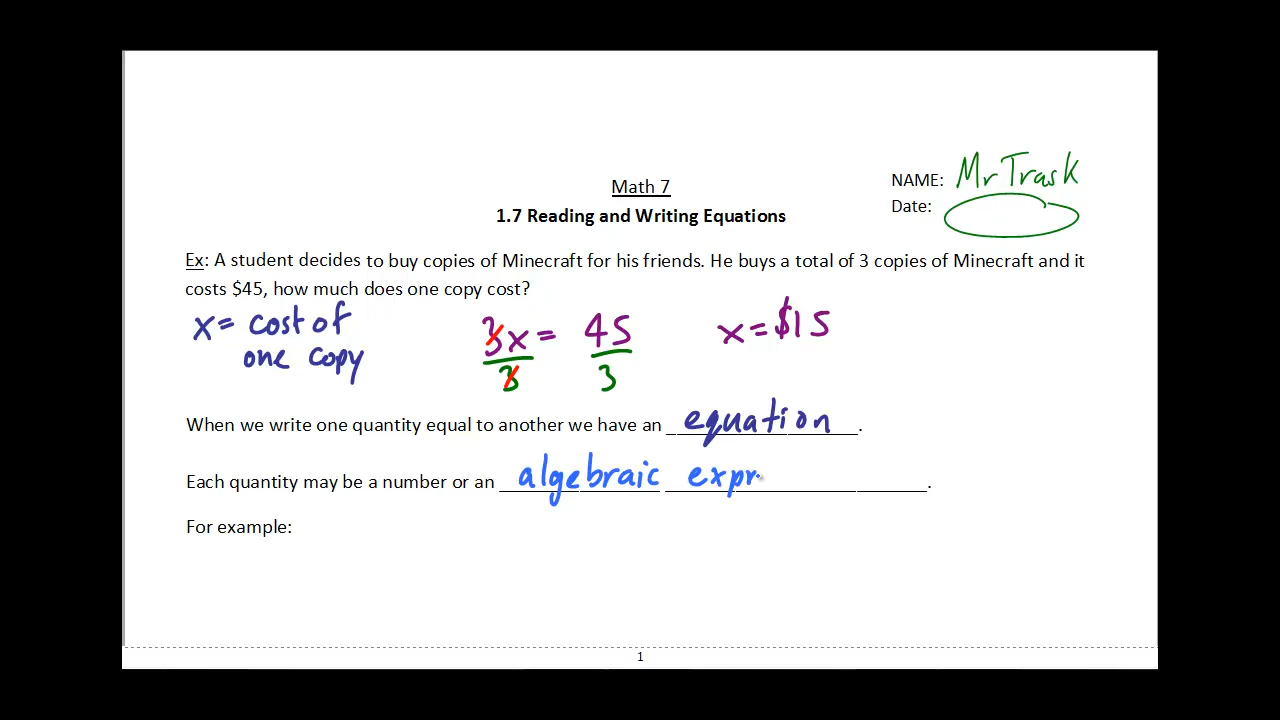 NAME: Mr Trask
Math 7
Date:
1.7 Reading and Writing Equations
Ex: A student decides to buy copies of Minecraft for his friends. He buys a total of 3 copies of Minecraft and it
costs $45, how much does one copy cost?
x = cost of
one copy
3x = 45
3 3
x = $15
When we write one quantity equal to another we have an equation.
Each quantity may be a number or an algebraic expr.
For example:
1